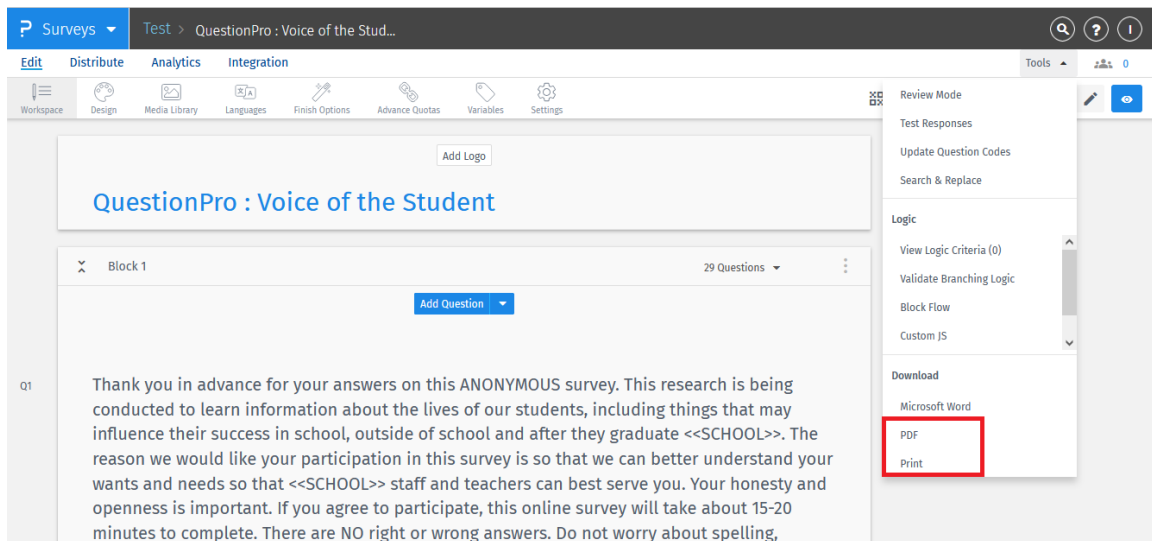 Surveys
Test > QuestionPro : Voice of the Stud...
Edit Distribute Analytics Integration
Tools 0
Workspace Design Media Library Languages Finish Options Advance Quotas Variables Settings
Review Mode
Test Responses
Update Question Codes
Search & Replace
Logic
View Logic Criteria (0)
Validate Branching Logic
Block Flow
Custom JS
Download
Microsoft Word
PDF
Print
Add Logo
QuestionPro : Voice of the Student
Block 1
29 Questions
Add Question
Q1
Thank you in advance for your answers on this ANONYMOUS survey. This research is being
conducted to learn information about the lives of our students, including things that may
influence their success in school, outside of school and after they graduate <<SCHOOL>>. The
reason we would like your participation in this survey is so that we can better understand your
wants and needs so that <<SCHOOL>> staff and teachers can best serve you. Your honesty and
openness is important. If you agree to participate, this online survey will take about 15-20
minutes to complete. There are NO right or wrong answers. Do not worry about spelling,